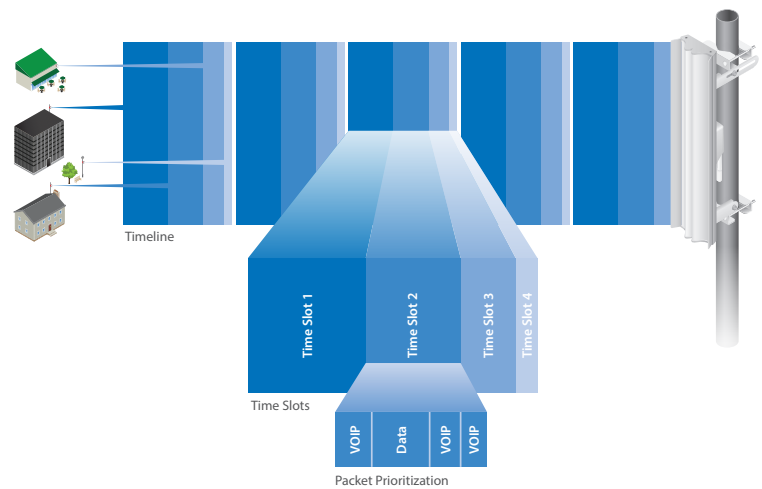 Timeline
Time Slot 1
Time Slot 2
Time Slot 3
Time Slot 4
Time Slots
VOIP
Data
VOIP
VOIP
Packet Prioritization